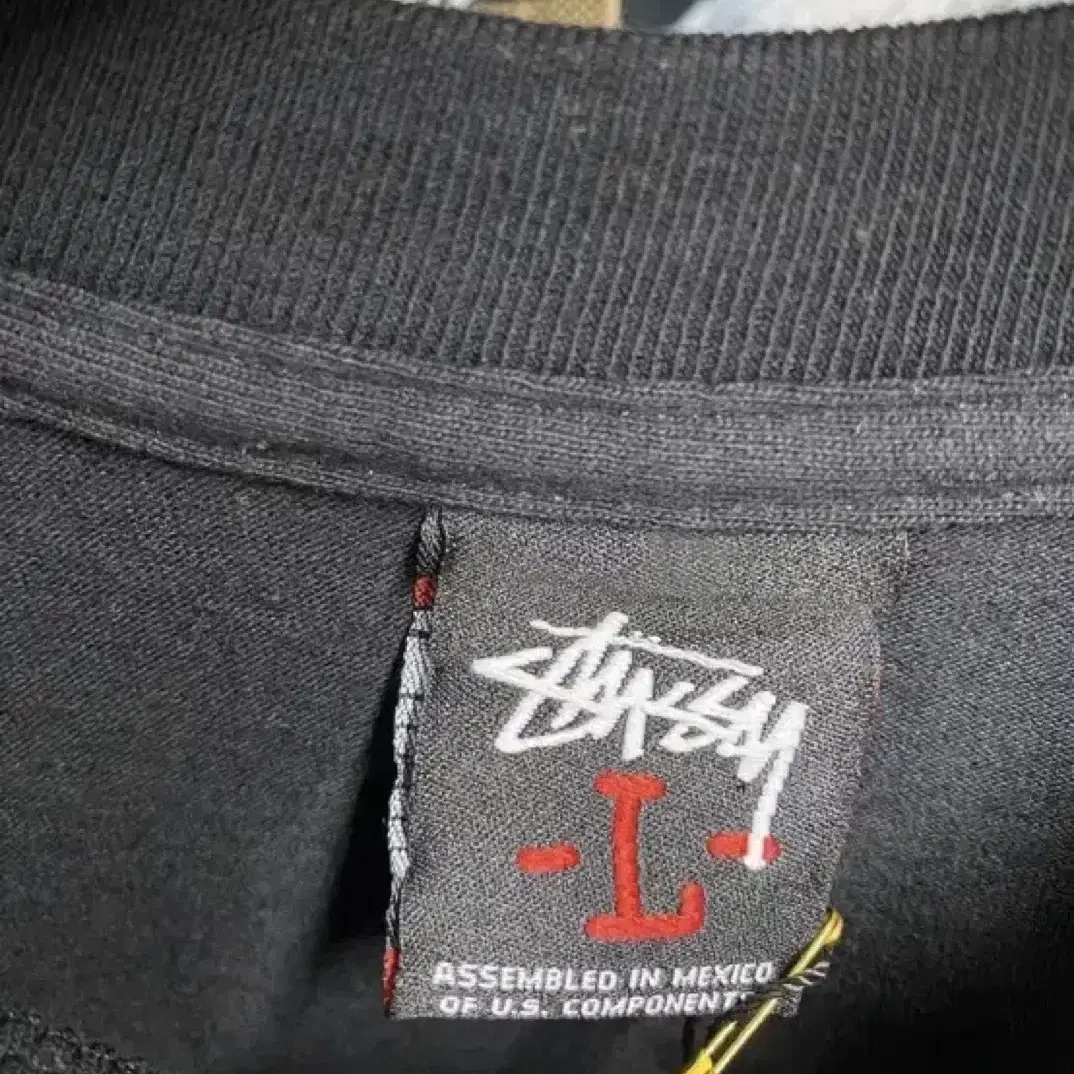 STÜSSY
- L -
ASSEMBLED IN MEXICO
OF U.S. COMPONENTS